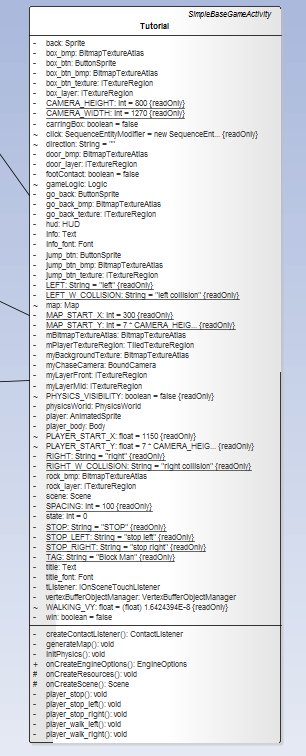 SimpleBaseGameActivity
Tutorial
- back: Sprite
- box_bmp: BitmapTextureAtlas
- box_btn: ButtonSprite
- box_btn_bmp: BitmapTextureAtlas
- box_btn_texture: ITextureRegion
- box_layer: ITextureRegion
- CAMERA_HEIGHT: int = 800 {readOnly}
- CAMERA_WIDTH: int = 1270 {readOnly}
- carringBox: boolean = false
~ click: SequenceEntityModifier = new SequenceEnt... {readOnly}
~ direction: String = ""
- door_bmp: BitmapTextureAtlas
- door_layer: ITextureRegion
- footContact: boolean = false
~ gameLogic: Logic
- go_back: ButtonSprite
- go_back_bmp: BitmapTextureAtlas
- go_back_texture: ITextureRegion
- hud: HUD
- info: Text
- info_font: Font
- jump_btn: ButtonSprite
- jump_btn_bmp: BitmapTextureAtlas
- jump_btn_texture: ITextureRegion
- LEFT: String = "left" {readOnly}
- LEFT_W_COLLISION: String = "left collision" {readOnly}
~ map: Map
- MAP_START_X: int = 300 {readOnly}
- MAP_START_Y: int = 7 * CAMERA_HEIG... {readOnly}
- mBitmapTextureAtlas: BitmapTextureAtlas
- mPlayerTextureRegion: TiledTextureRegion
- myBackgroundTexture: BitmapTextureAtlas
- myChaseCamera: BoundCamera
- myLayerFront: ITextureRegion
- myLayerMid: ITextureRegion
~ PHYSICS_VISIBILITY: boolean = false {readOnly}
- physicsWorld: PhysicsWorld
- player: AnimatedSprite
- player_body: Body
~ PLAYER_START_X: float = 1150 {readOnly}
~ PLAYER_START_Y: float = 7 * CAMERA_HEIG... {readOnly}
- RIGHT: String = "right" {readOnly}
- RIGHT_W_COLLISION: String = "right collision" {readOnly}
- rock_bmp: BitmapTextureAtlas
- rock_layer: ITextureRegion
- scene: Scene
- SPACING: int = 100 {readOnly}
- state: int = 0
- STOP: String = "STOP" {readOnly}
- STOP_LEFT: String = "stop left" {readOnly}
- STOP_RIGHT: String = "stop right" {readOnly}
- TAG: String = "Block Man" {readOnly}
- title: Text
- title_font: Font
- tListener: IOnSceneTouchListener
- vertexBufferObjectManager: VertexBufferObjectManager
~ WALKING_VY: float = (float) 1.6424394E-8 {readOnly}
- win: boolean = false
- createContactListener(): ContactListener
- generateMap(): void
- initPhysics(): void
+ onCreateEngineOptions(): EngineOptions
# onCreateResources(): void
# onCreateScene(): Scene
- player_stop(): void
- player_stop_left(): void
- player_stop_right(): void
- player_walk_left(): void
- player_walk_right(): void